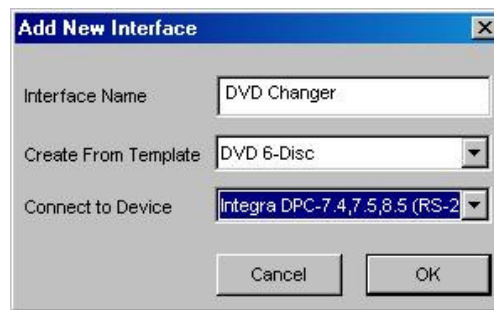 Add New Interface
Interface Name DVD Changer
Create From Template DVD 6-Disc
Connect to Device Integra DPC-7.4,7.5,8.5 (RS-2
Cancel OK